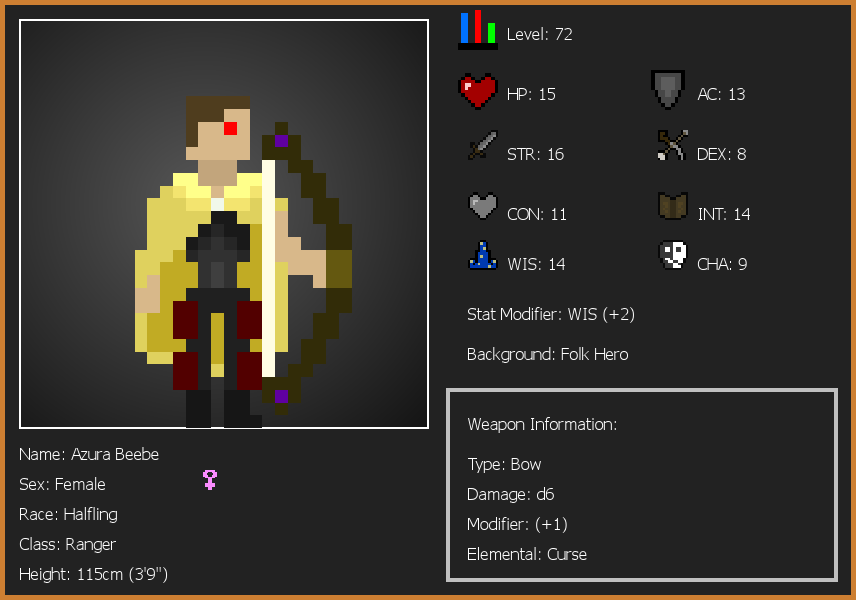 Level: 72
HP: 15
AC: 13
STR: 16
DEX: 8
CON: 11
INT: 14
WIS: 14
CHA: 9
Stat Modifier: WIS (+2)
Background: Folk Hero
Weapon Information:
Type: Bow
Damage: d6
Modifier: (+1)
Elemental: Curse
Name: Azura Beebe
Sex: Female
Race: Halfling
Class: Ranger
Height: 115cm (3'9")